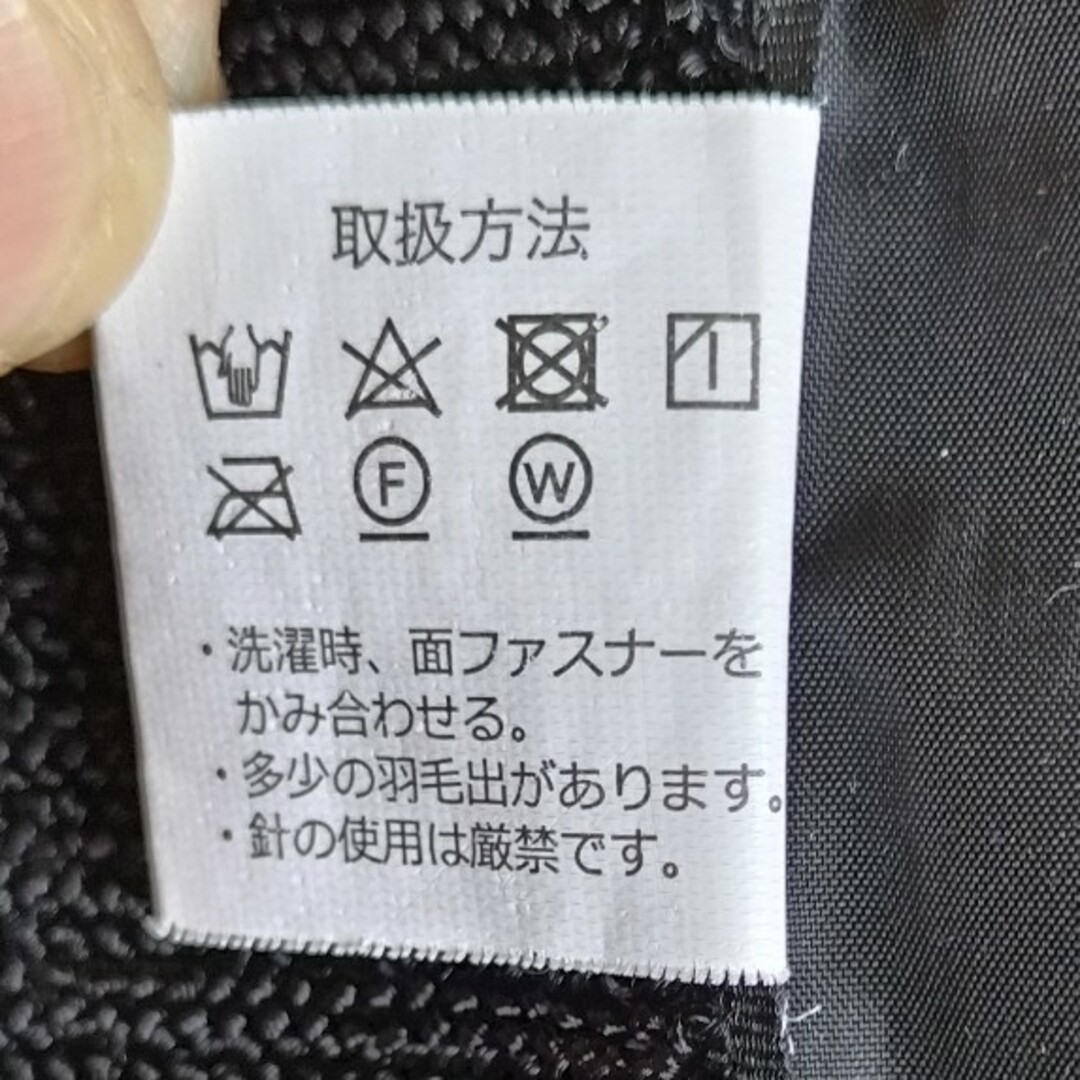 取扱方法
F W
・洗濯時、面ファスナーを
かみ合わせる。
・多少の羽毛出があります。
・針の使用は厳禁です。